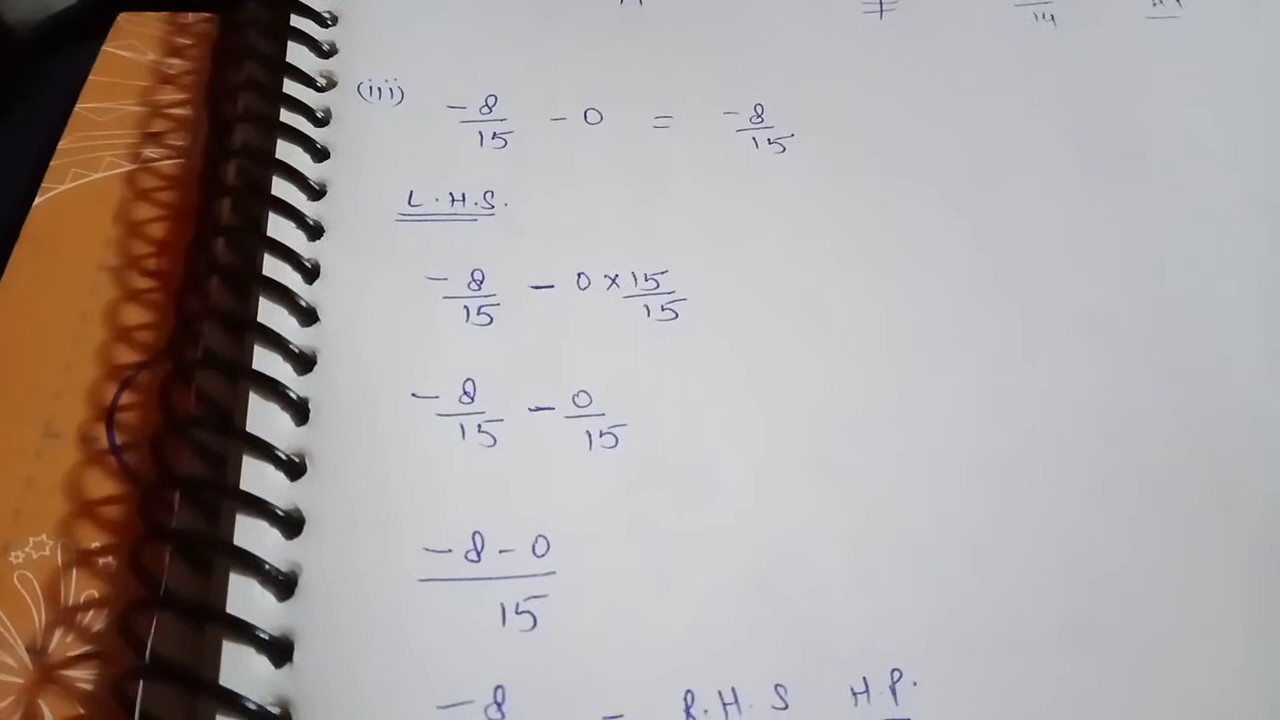 14
(iii) -8/15 - 0 = -8/15
L.H.S.
-8/15 - 0 × 15/15
-8/15 - 0/15
-8-0/15
-8 = R.H.S H.P.